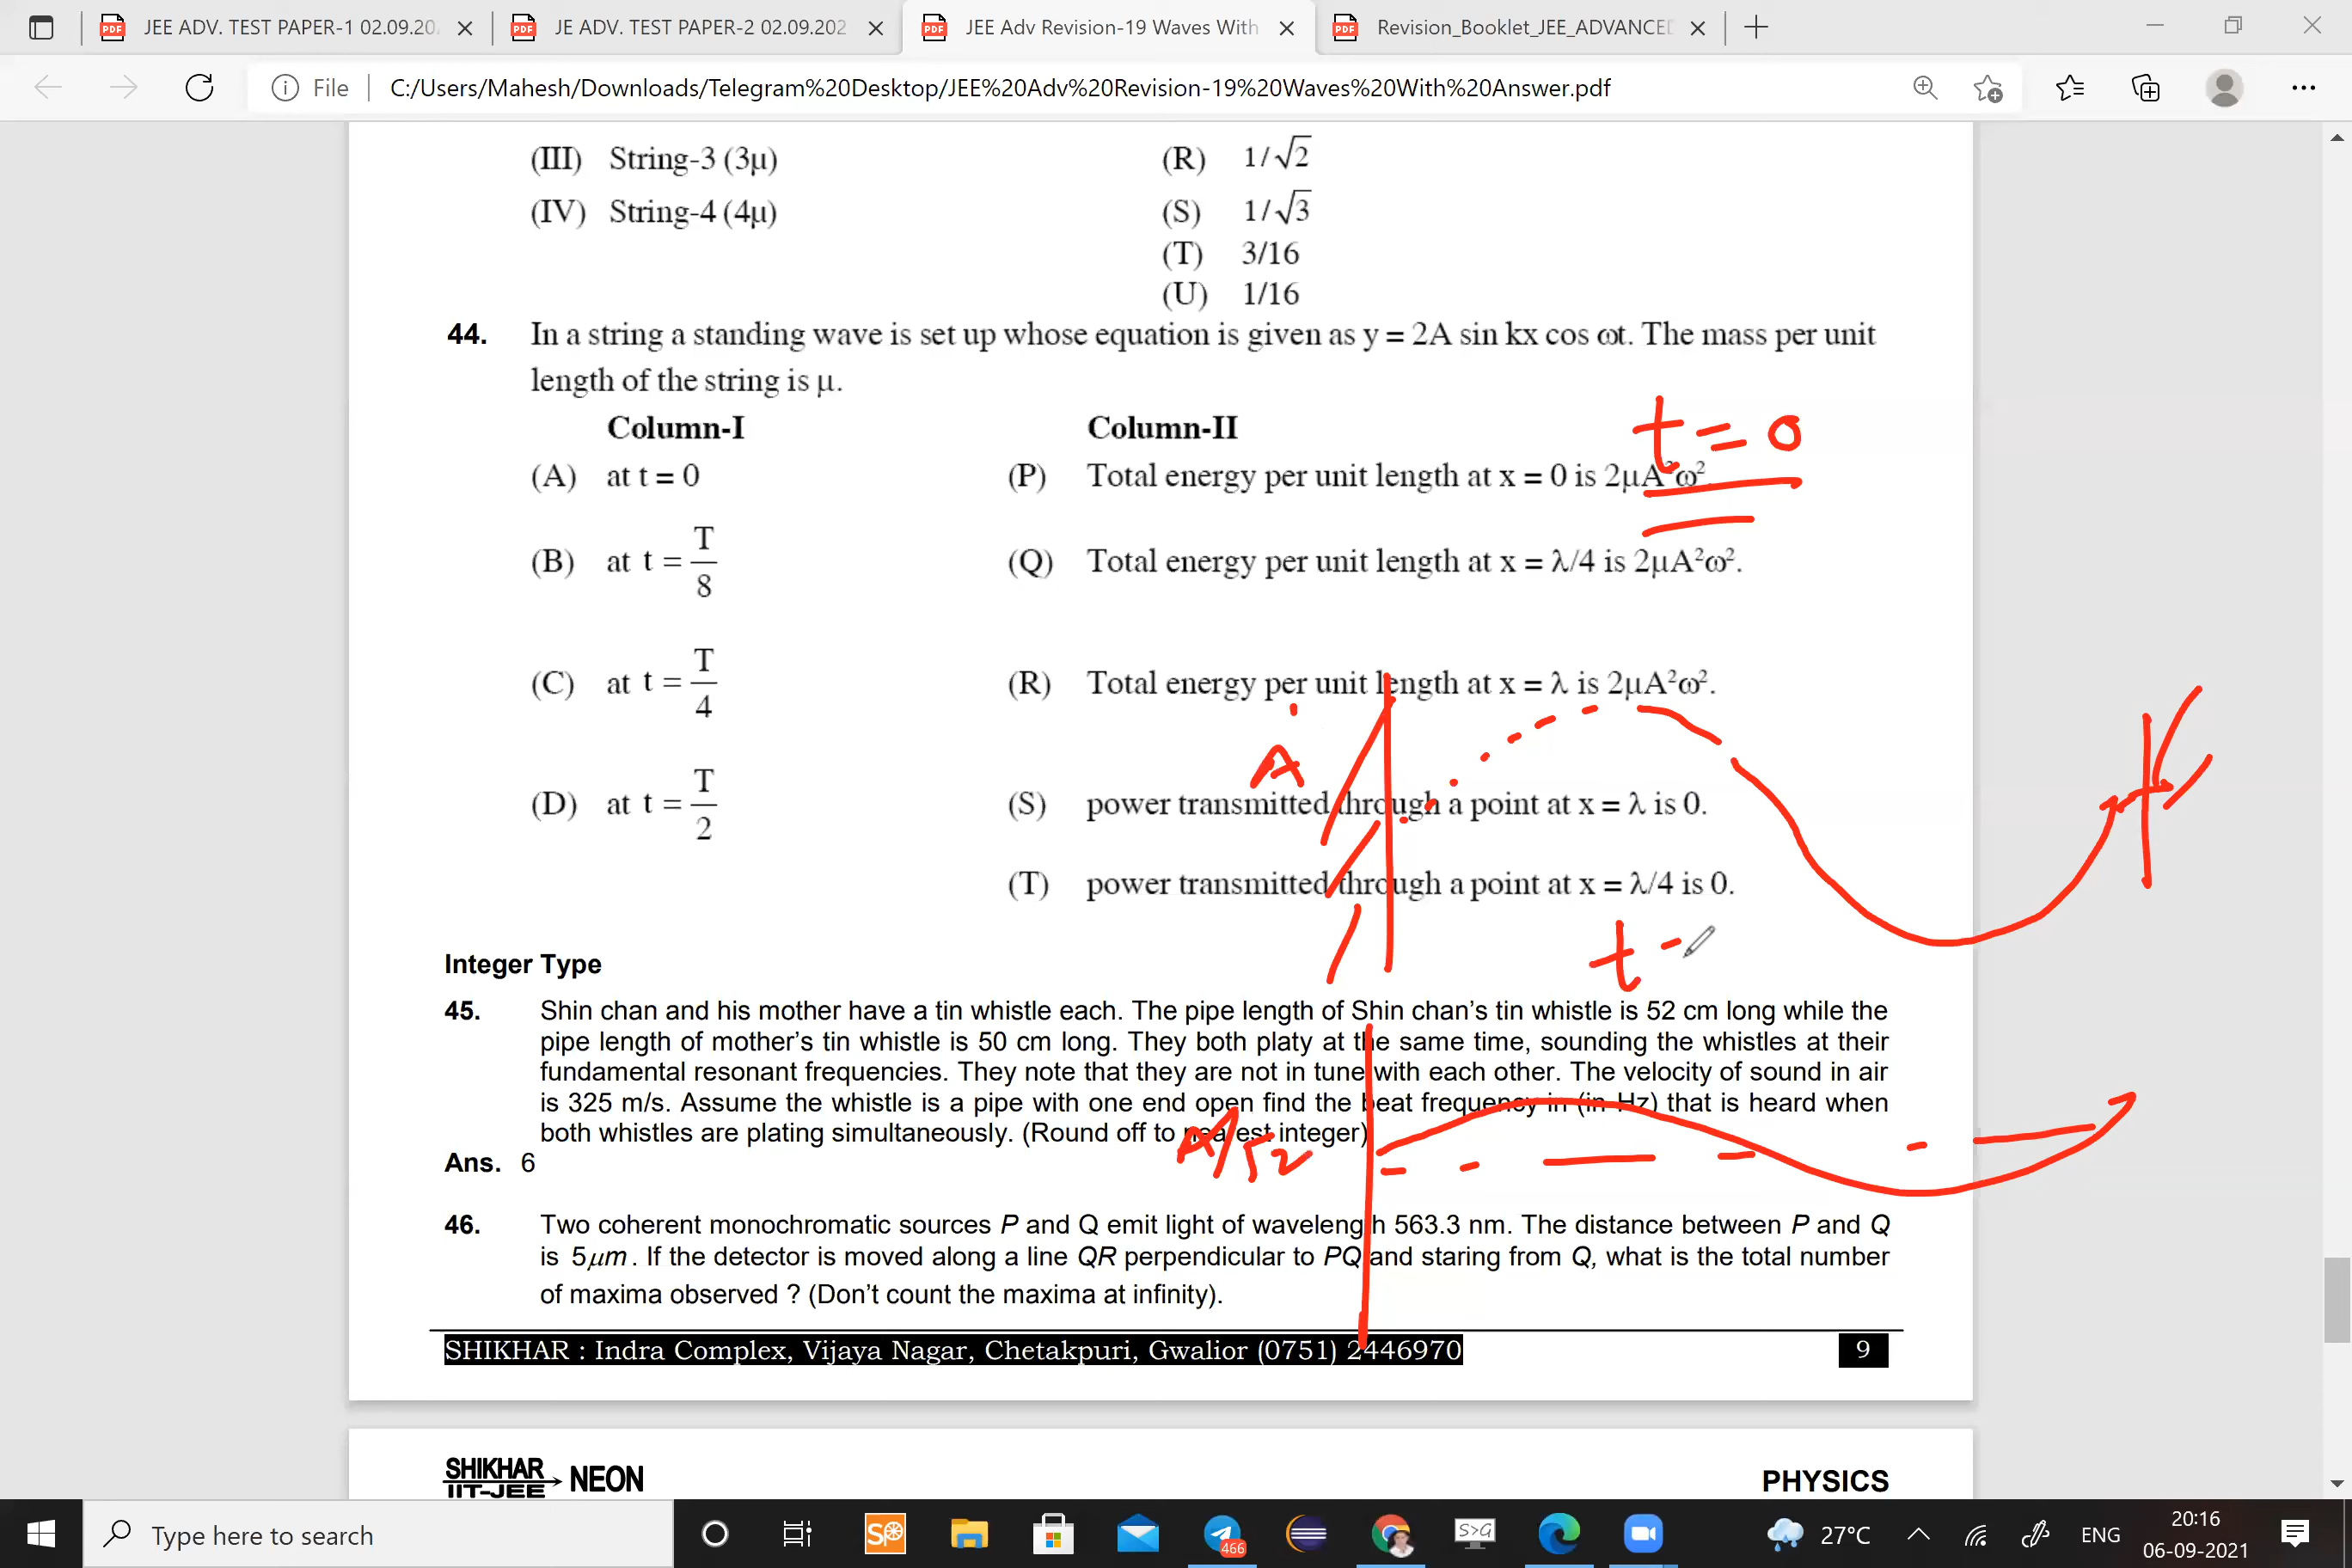 JEE ADV. TEST PAPER-1 02.09.20
JE ADV. TEST PAPER-2 02.09.202
JEE Adv Revision-19 Waves With
Revision_Booklet_JEE_ADVANCED
File
C:/Users/Mahesh/Downloads/Telegram%20Desktop/JEE%20Adv%20Revision-19%20Waves%20With%20Answer.pdf
(III) String-3 (3μ) (R) 1/√2
(IV) String-4 (4μ) (S) 1/√3
(T) 3/16
(U) 1/16
44. In a string a standing wave is set up whose equation is given as y = 2A sin kx cos ωt. The mass per unit
length of the string is μ.
Column-I Column-II
t = 0
(A) at t = 0 (P) Total energy per unit length at x = 0 is 2μA²ω².
(B) at t = T/8 (Q) Total energy per unit length at x = λ/4 is 2μA²ω².
(C) at t = T/4 (R) Total energy per unit length at x = λ is 2μA²ω².
A
(D) at t = T/2 (S) power transmitted through a point at x = λ is 0.
(T) power transmitted through a point at x = λ/4 is 0.
t -
Integer Type
45. Shin chan and his mother have a tin whistle each. The pipe length of Shin chan's tin whistle is 52 cm long while the
pipe length of mother's tin whistle is 50 cm long. They both platy at the same time, sounding the whistles at their
fundamental resonant frequencies. They note that they are not in tune with each other. The velocity of sound in air
is 325 m/s. Assume the whistle is a pipe with one end open find the beat frequency in (in Hz) that is heard when
both whistles are plating simultaneously. (Round off to nearest integer)
A/√2
Ans. 6
46. Two coherent monochromatic sources P and Q emit light of wavelength 563.3 nm. The distance between P and Q
is 5μm. If the detector is moved along a line QR perpendicular to PQ and staring from Q, what is the total number
of maxima observed ? (Don't count the maxima at infinity).
SHIKHAR : Indra Complex, Vijaya Nagar, Chetakpuri, Gwalior (0751) 2446970 9
SHIKHAR
IIT-JEE NEON PHYSICS
Type here to search
466
S>G
27°C
ENG
20:16
06-09-2021